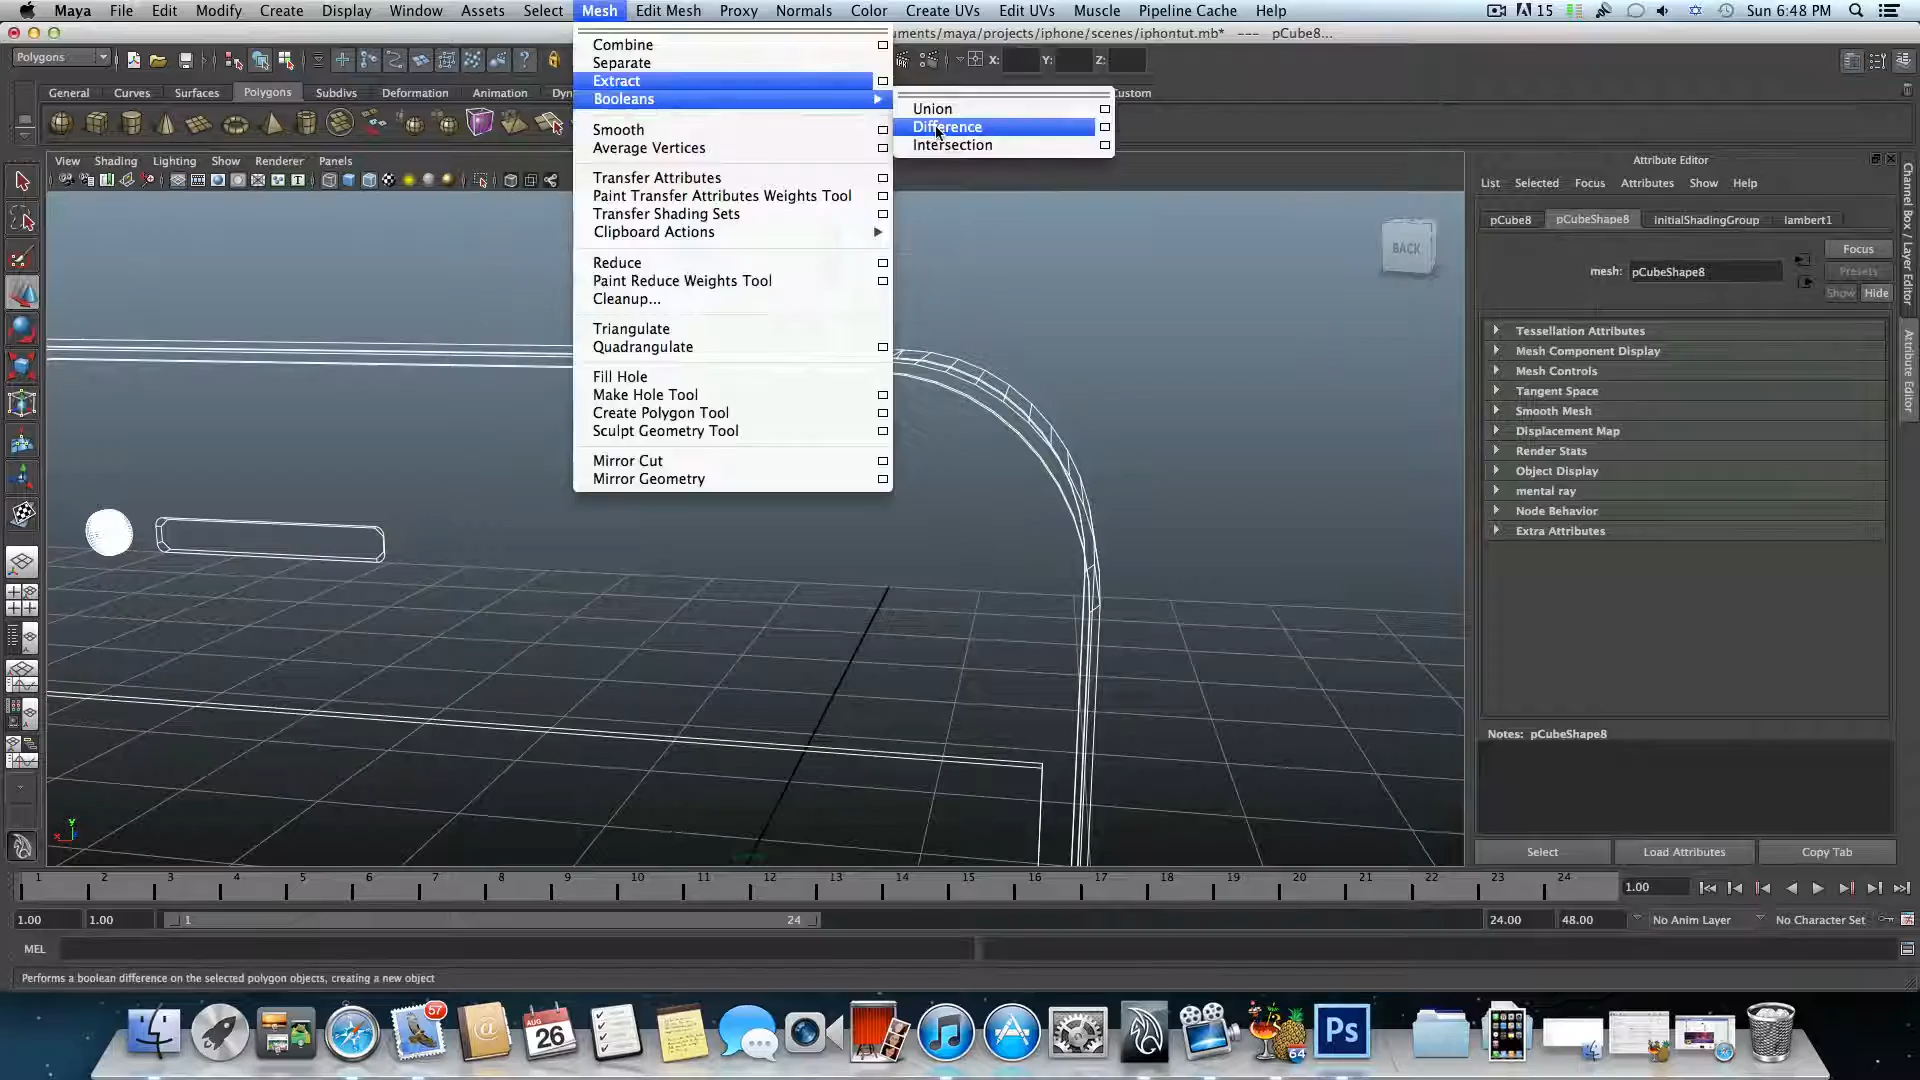 Maya File Edit Modify Create Display Window Assets Select Mesh Edit Mesh Proxy Normals Color Create UVs Edit UVs Muscle Pipeline Cache Help 15 Sun 6:48 PM
uments/maya/projects/iphone/scenes/iphontut.mb* --- pCube8...
Polygons X: Y: Z:
General Curves Surfaces Polygons Subdivs Deformation Animation Dyn ustom
Combine
Separate
Extract
Booleans
Smooth
Average Vertices
Transfer Attributes
Paint Transfer Attributes Weights Tool
Transfer Shading Sets
Clipboard Actions
Reduce
Paint Reduce Weights Tool
Cleanup...
Triangulate
Quadrangulate
Fill Hole
Make Hole Tool
Create Polygon Tool
Sculpt Geometry Tool
Mirror Cut
Mirror Geometry
Union
Difference
Intersection
View Shading Lighting Show Renderer Panels
BACK
Attribute Editor
List Selected Focus Attributes Show Help
pCube8 pCubeShape8 initialShadingGroup lambert1
Focus
mesh: pCubeShape8 Presets
Show Hide
Tessellation Attributes
Mesh Component Display
Mesh Controls
Tangent Space
Smooth Mesh
Displacement Map
Render Stats
Object Display
mental ray
Node Behavior
Extra Attributes
Notes: pCubeShape8
Select Load Attributes Copy Tab
Channel Box / Layer Editor
Attribute Editor
y
x
1 2 3 4 5 6 7 8 9 10 11 12 13 14 15 16 17 18 19 20 21 22 23 24 1.00
1.00 1.00 1 24 24.00 48.00 No Anim Layer No Character Set
MEL
Performs a boolean difference on the selected polygon objects, creating a new object
57
AUG
26
64
Ps